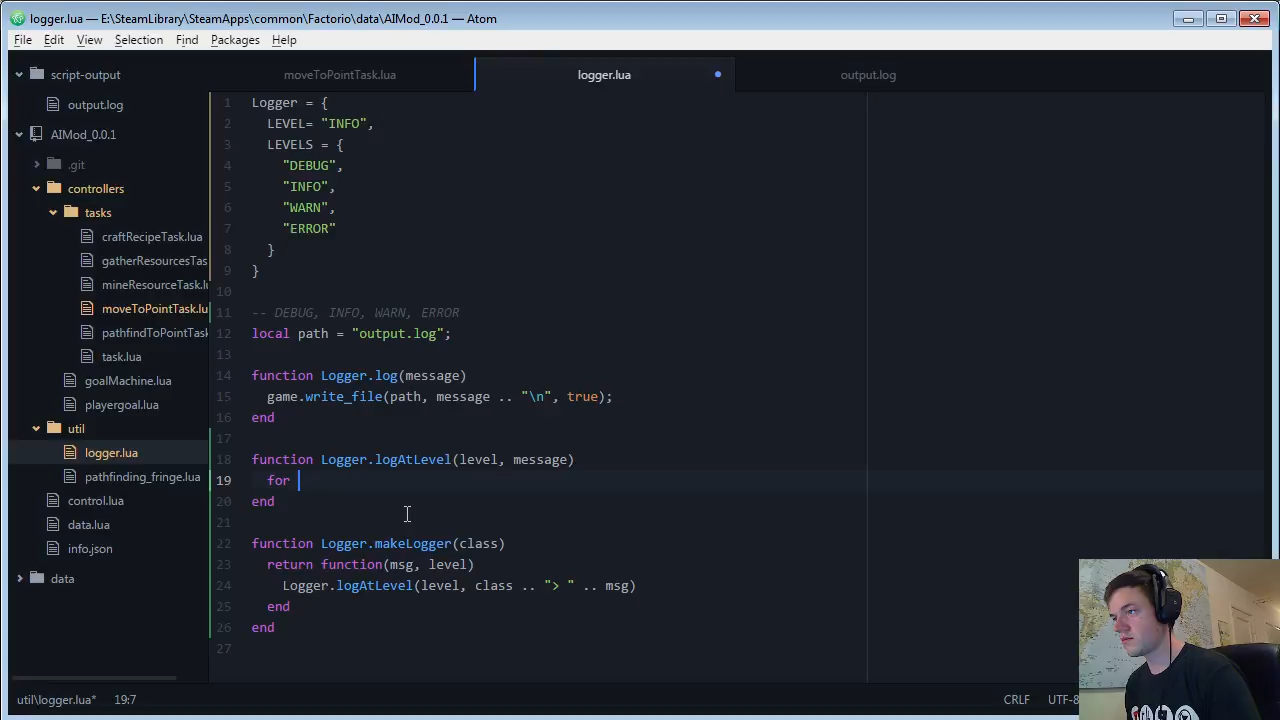 logger.lua — E:\SteamLibrary\SteamApps\common\Factorio\data\AIMod_0.0.1 — Atom
File Edit View Selection Find Packages Help
script-output
output.log
AIMod_0.0.1
.git
controllers
tasks
craftRecipeTask.lua
gatherResourcesTas
mineResourceTask.lu
moveToPointTask.lu
pathfindToPointTask
task.lua
goalMachine.lua
playergoal.lua
util
logger.lua
pathfinding_fringe.lua
control.lua
data.lua
info.json
data
moveToPointTask.lua logger.lua output.log
1 Logger = {
2 LEVEL= "INFO",
3 LEVELS = {
4 "DEBUG",
5 "INFO",
6 "WARN",
7 "ERROR"
8 }
9 }
10
11 -- DEBUG, INFO, WARN, ERROR
12 local path = "output.log";
13
14 function Logger.log(message)
15 game.write_file(path, message .. "\n", true);
16 end
17
18 function Logger.logAtLevel(level, message)
19 for
20 end
21
22 function Logger.makeLogger(class)
23 return function(msg, level)
24 Logger.logAtLevel(level, class .. "> " .. msg)
25 end
26 end
27
util\logger.lua* 19:7 CRLF UTF-8